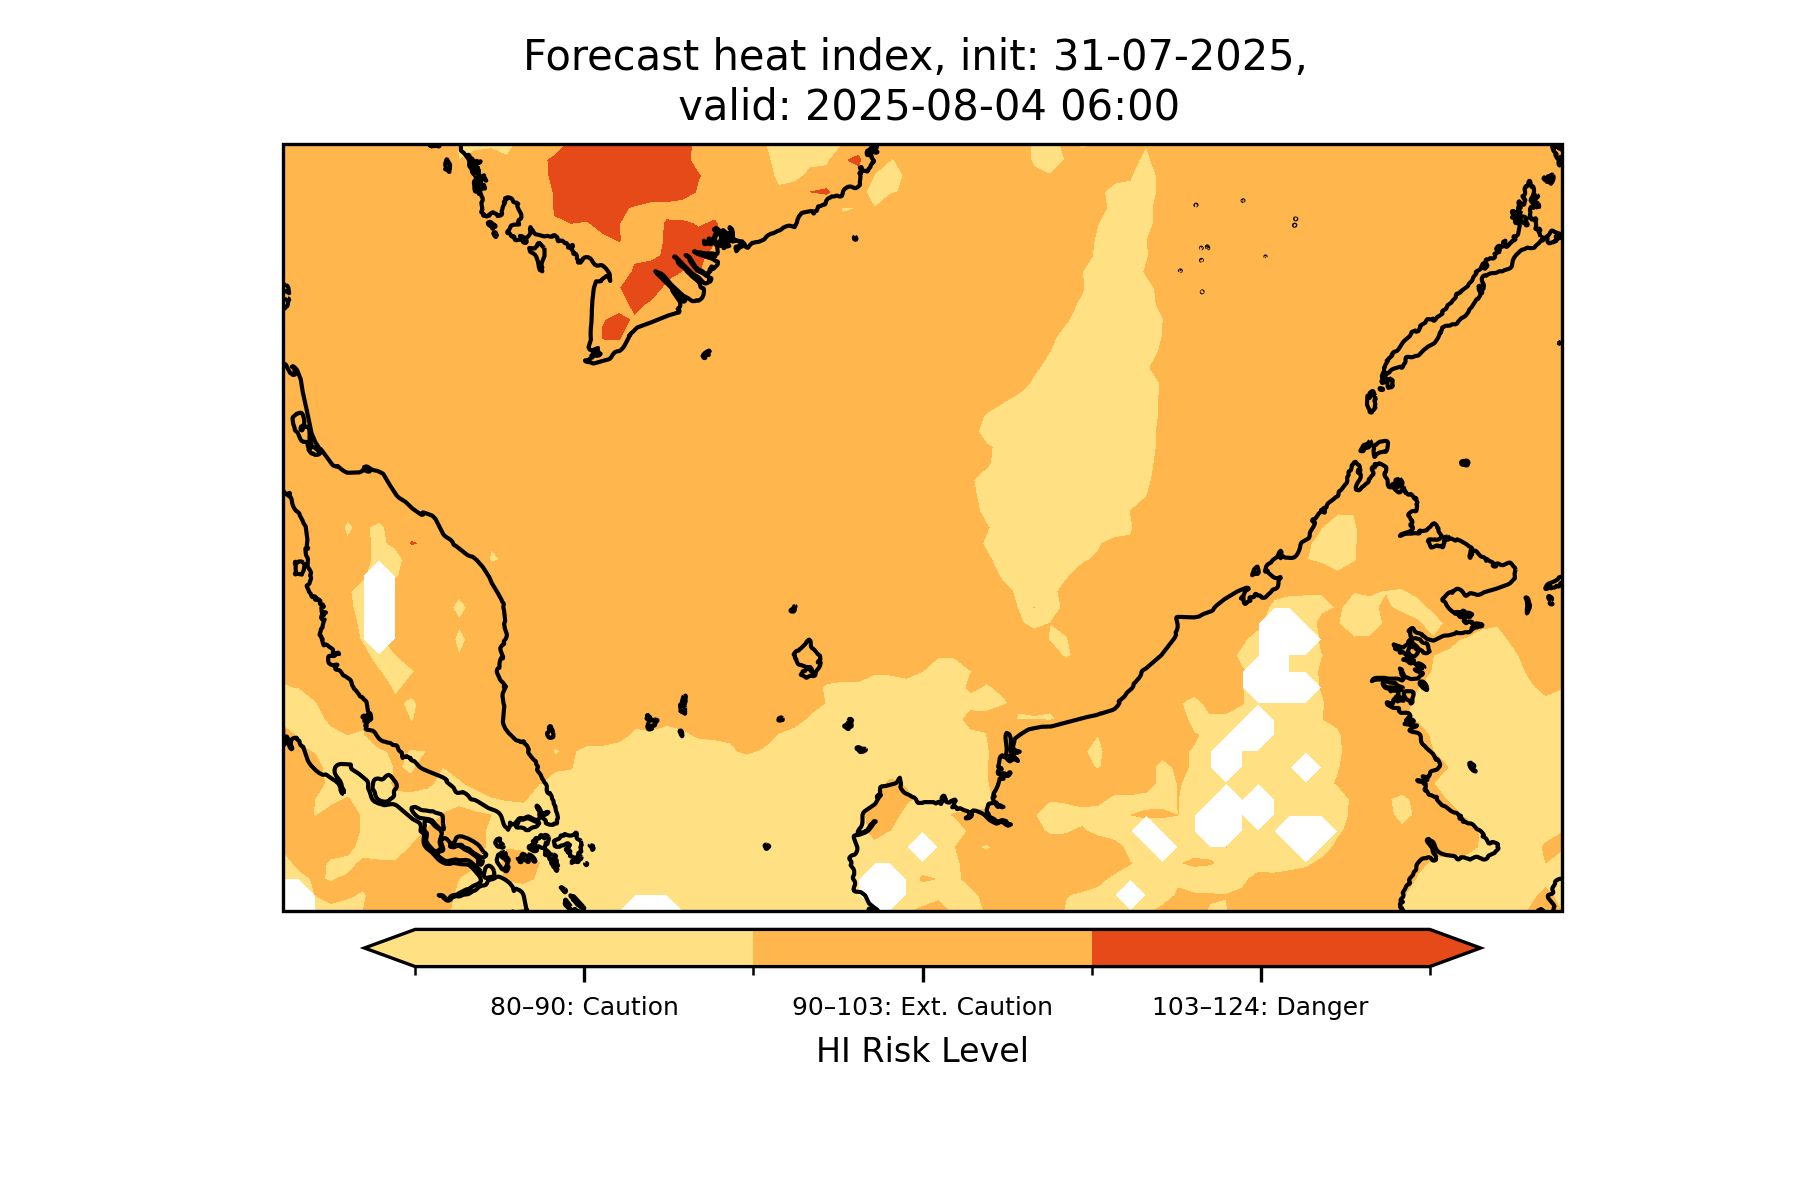 Forecast heat index, init: 31-07-2025,
valid: 2025-08-04 06:00
80–90: Caution
90–103: Ext. Caution
103–124: Danger
HI Risk Level